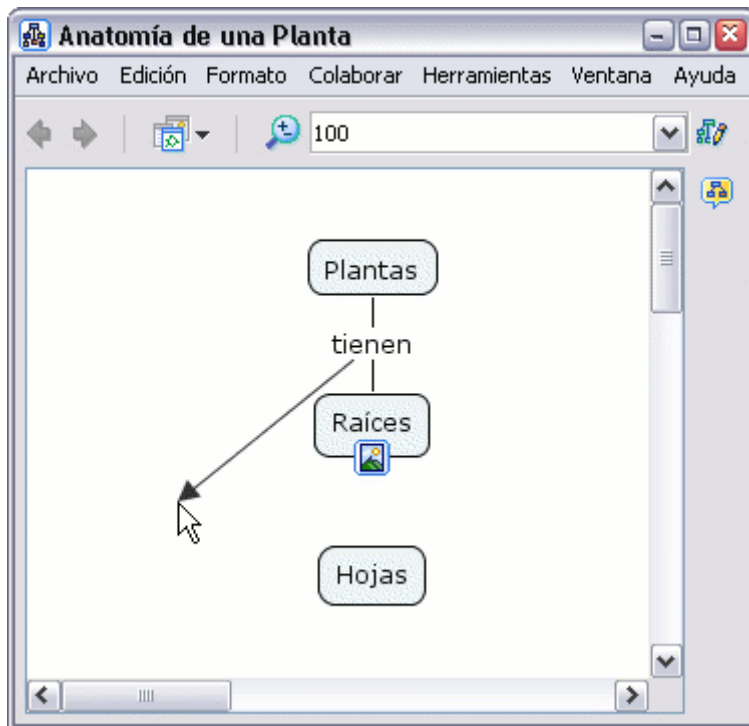 Anatomía de una Planta
Archivo Edición Formato Colaborar Herramientas Ventana Ayuda
100
Plantas
tienen
Raíces
Hojas